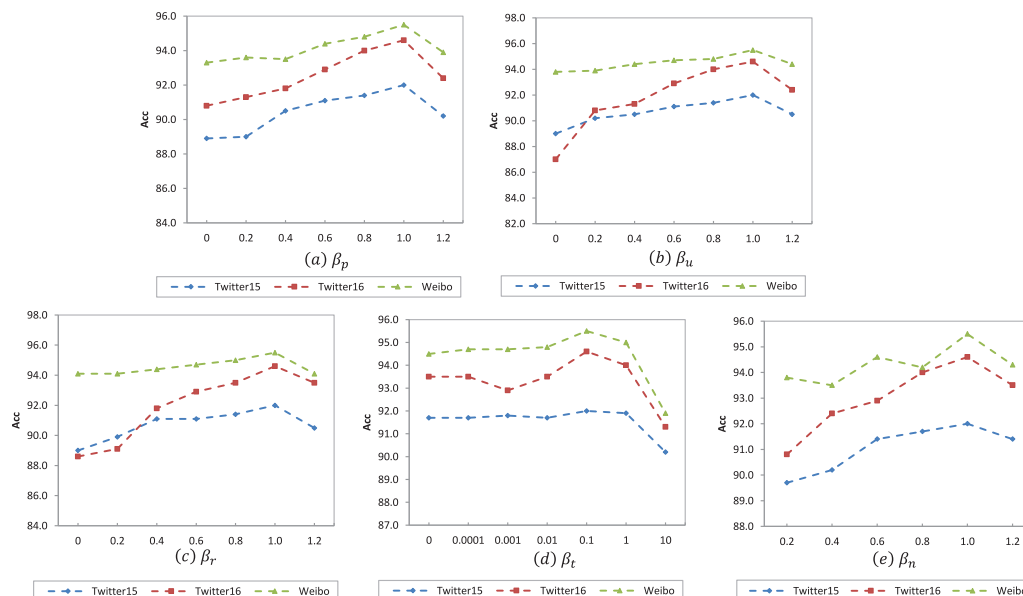 96.0
94.0
92.0
90.0
88.0
86.0
84.0
Acc
0 0.2 0.4 0.6 0.8 1.0 1.2
(a) βp
Twitter15 Twitter16 Weibo
98.0
96.0
94.0
92.0
90.0
88.0
86.0
84.0
82.0
Acc
0 0.2 0.4 0.6 0.8 1.0 1.2
(b) βu
Twitter15 Twitter16 Weibo
98.0
96.0
94.0
92.0
90.0
88.0
86.0
84.0
Acc
0 0.2 0.4 0.6 0.8 1.0 1.2
(c) βr
Twitter15 Twitter16 Weibo
96.0
95.0
94.0
93.0
92.0
91.0
90.0
89.0
88.0
87.0
Acc
0 0.0001 0.001 0.01 0.1 1 10
(d) βt
Twitter15 Twitter16 Weibo
96.0
95.0
94.0
93.0
92.0
91.0
90.0
89.0
88.0
Acc
0.2 0.4 0.6 0.8 1.0 1.2
(e) βn
Twitter15 Twitter16 Weibo